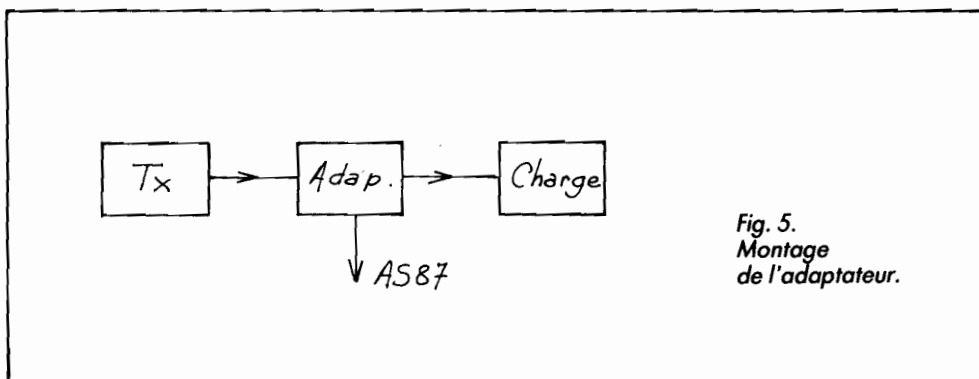 Tx
Adap.
Charge
AS87
Fig. 5.
Montage
de l'adaptateur.